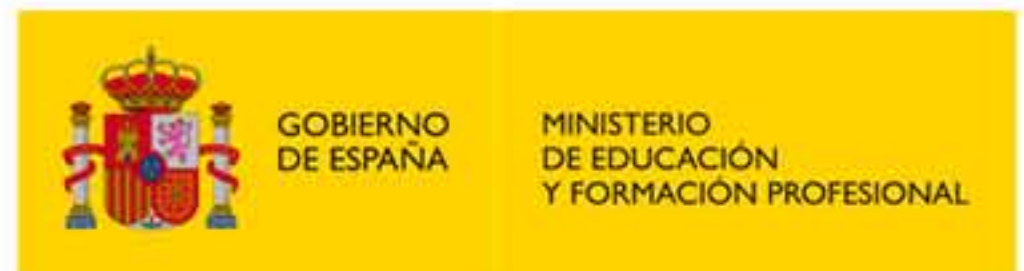 GOBIERNO
DE ESPAÑA
MINISTERIO
DE EDUCACIÓN
Y FORMACIÓN PROFESIONAL